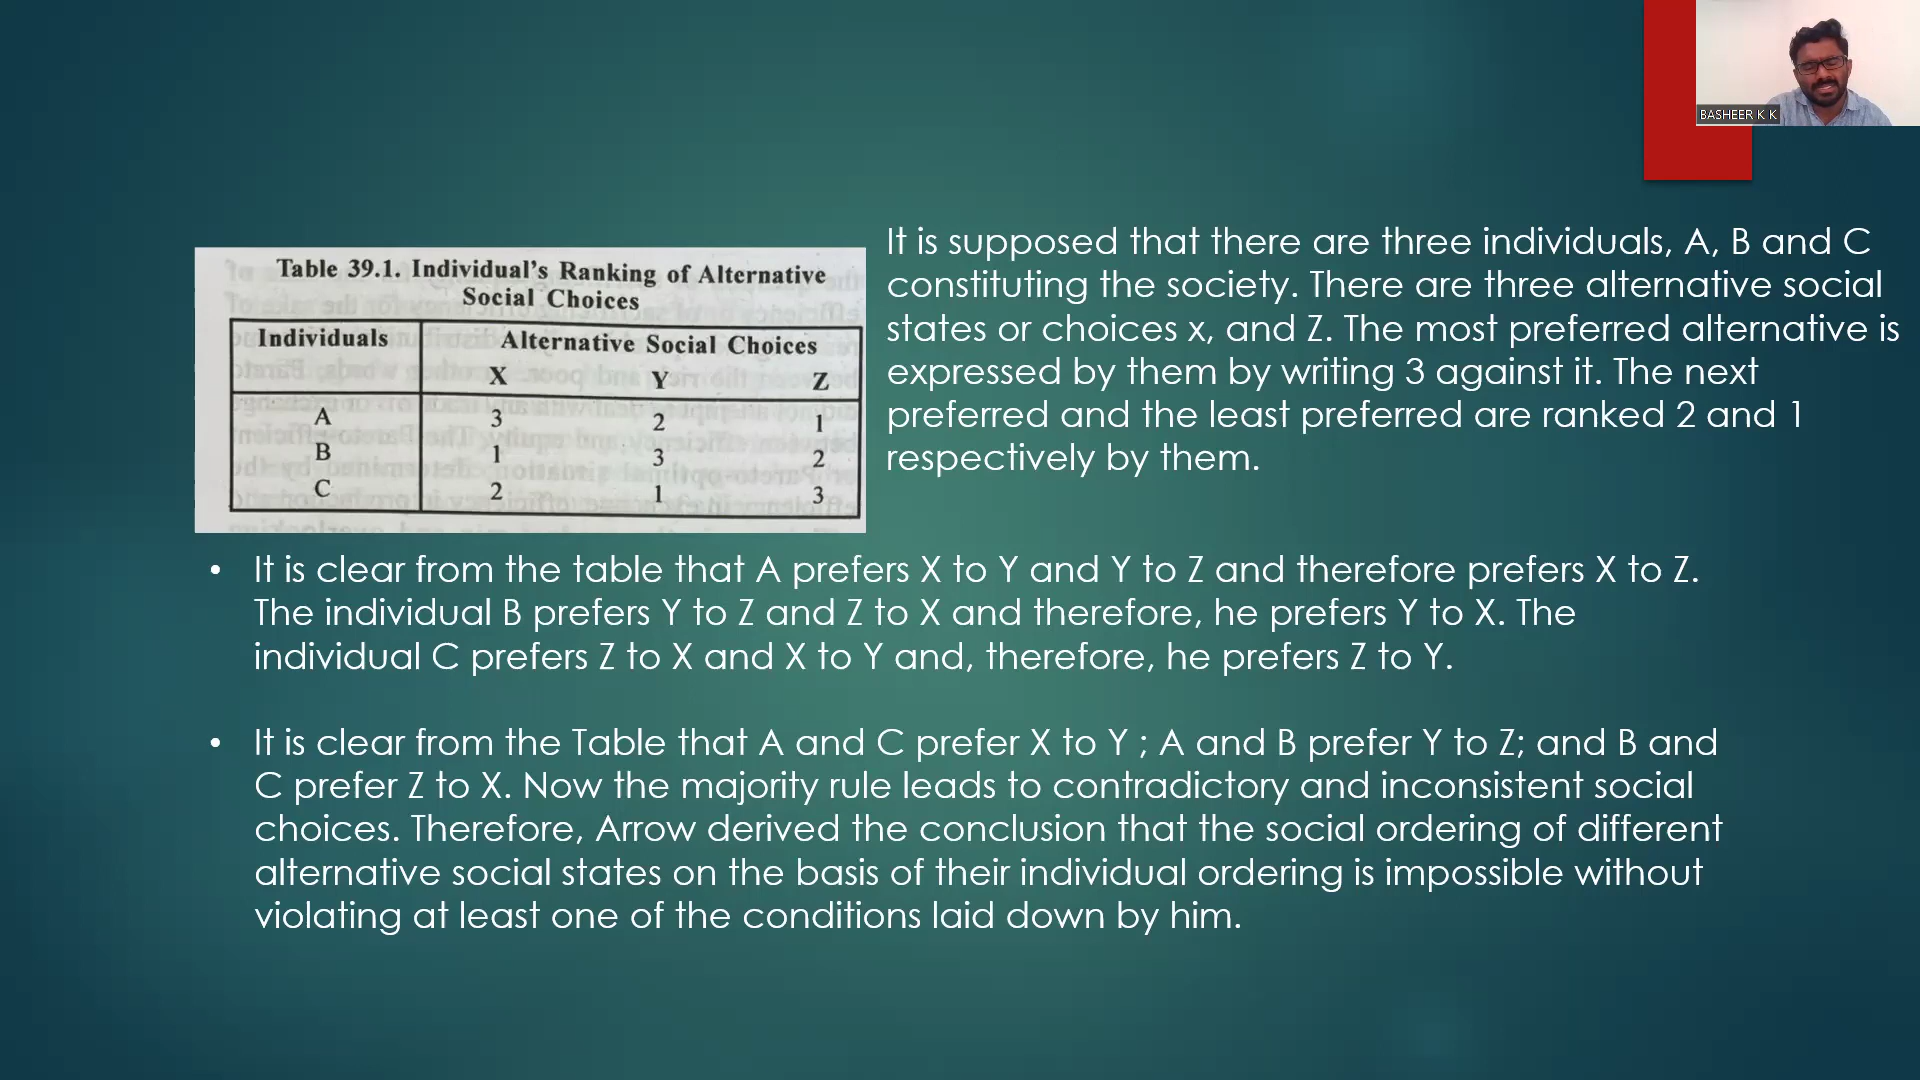 BASHEER K K
It is supposed that there are three individuals, A, B and C
constituting the society. There are three alternative social
states or choices x, and Z. The most preferred alternative is
expressed by them by writing 3 against it. The next
preferred and the least preferred are ranked 2 and 1
respectively by them.
Table 39.1. Individual's Ranking of Alternative
Social Choices
Individuals Alternative Social Choices
X Y Z
A 3 2 1
B 1 3 2
C 2 1 3
• It is clear from the table that A prefers X to Y and Y to Z and therefore prefers X to Z.
The individual B prefers Y to Z and Z to X and therefore, he prefers Y to X. The
individual C prefers Z to X and X to Y and, therefore, he prefers Z to Y.
• It is clear from the Table that A and C prefer X to Y ; A and B prefer Y to Z; and B and
C prefer Z to X. Now the majority rule leads to contradictory and inconsistent social
choices. Therefore, Arrow derived the conclusion that the social ordering of different
alternative social states on the basis of their individual ordering is impossible without
violating at least one of the conditions laid down by him.